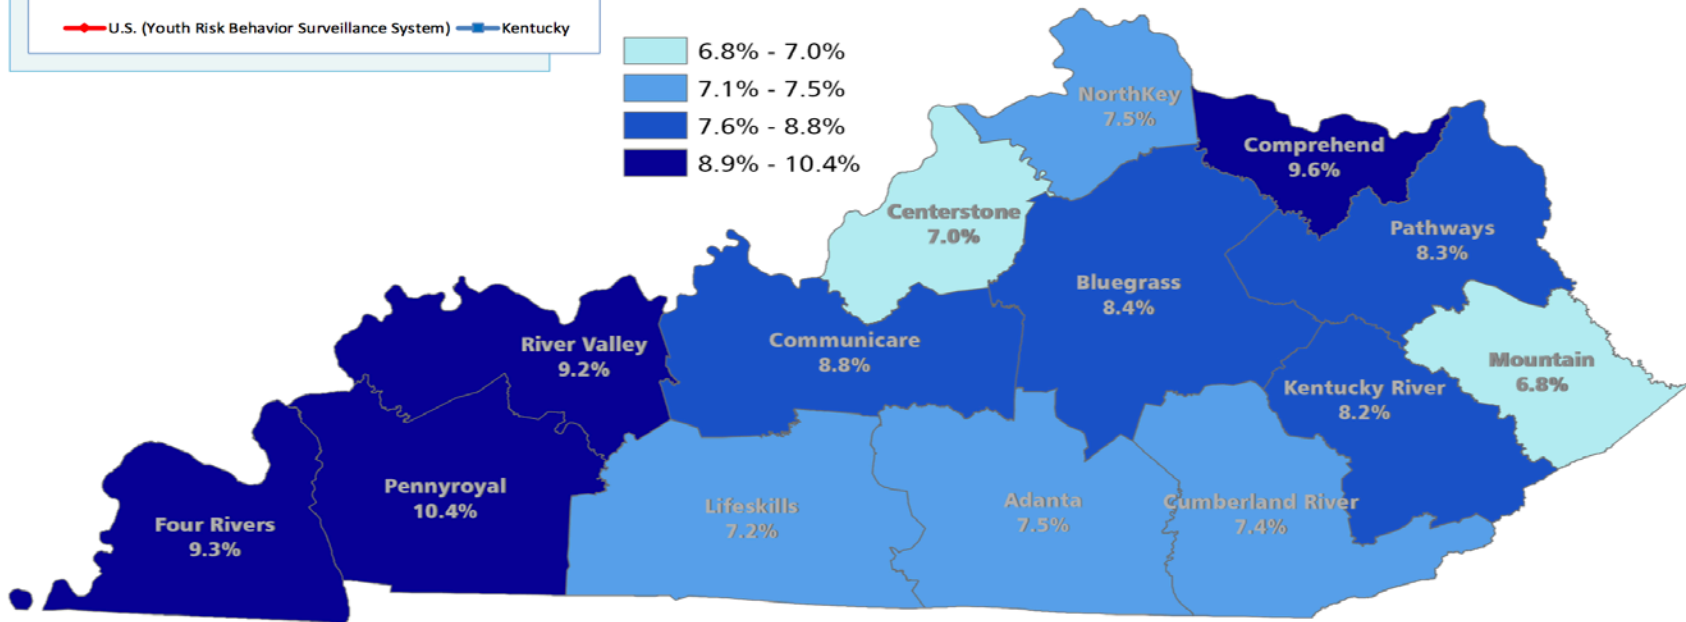 U.S. (Youth Risk Behavior Surveillance System) Kentucky
6.8% - 7.0%
7.1% - 7.5%
7.6% - 8.8%
8.9% - 10.4%
NorthKey
7.5%
Comprehend
9.6%
Centerstone
7.0%
Pathways
8.3%
Bluegrass
8.4%
River Valley
9.2%
Communicare
8.8%
Mountain
6.8%
Kentucky River
8.2%
Pennyroyal
10.4%
Four Rivers
9.3%
Lifeskills
7.2%
Adanta
7.5%
Cumberland River
7.4%